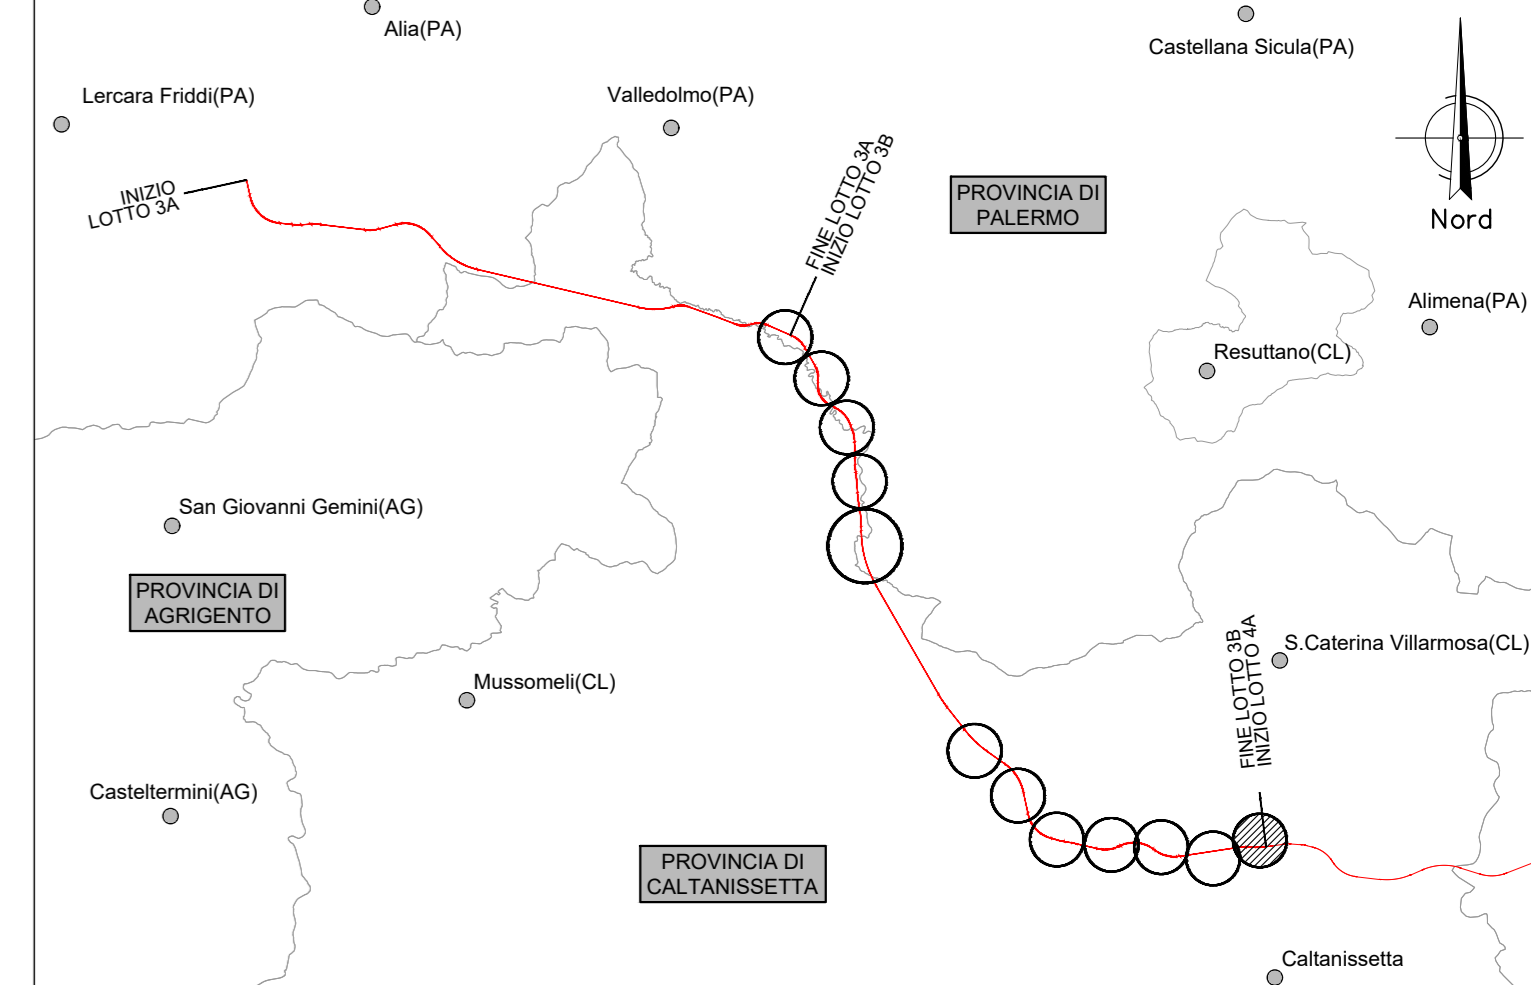 Alia(PA)
Castellana Sicula(PA)
Lercara Friddi(PA)
Valledolmo(PA)
INIZIO
LOTTO 3A
FINE LOTTO 3A
INIZIO LOTTO 3B
PROVINCIA DI
PALERMO
Nord
Alimena(PA)
Resuttano(CL)
San Giovanni Gemini(AG)
PROVINCIA DI
AGRIGENTO
FINE LOTTO 3B
INIZIO LOTTO 4A
S.Caterina Villarmosa(CL)
Mussomeli(CL)
Casteltermini(AG)
PROVINCIA DI
CALTANISSETTA
Caltanissetta